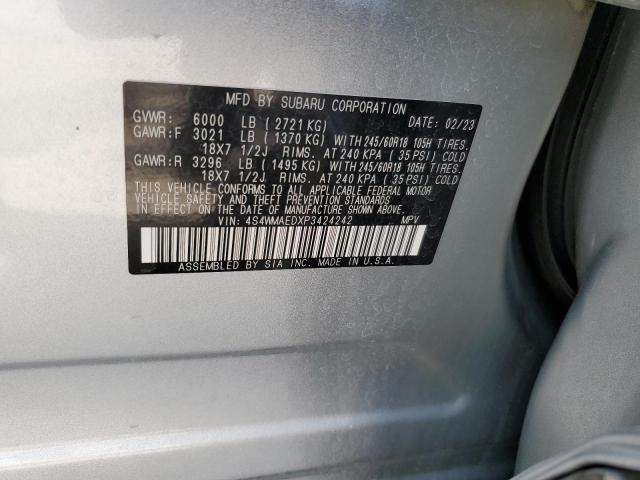 MFD BY SUBARU CORPORATION DATE: 02/23
GVWR: 6000 LB ( 2721 KG)
GAWR:F 3021 LB ( 1370 KG) WITH 245/60R18 105H TIRES.
18X7 1/2J RIMS. AT 240 KPA ( 35 PSI) COLD
GAWR:R 3296 LB ( 1495 KG) WITH 245/60R18 105H TIRES.
18X7 1/2J RIMS. AT 240 KPA ( 35 PSI) COLD
THIS VEHICLE CONFORMS TO ALL APPLICABLE FEDERAL MOTOR
VEHICLE SAFETY STANDARDS IN EFFECT ON THE DATE OF
MANUFACTURE SHOWN ABOVE.
VIN: 4S4WMAEDXP3424242 MPV
ASSEMBLED BY SIA INC. MADE IN U.S.A.